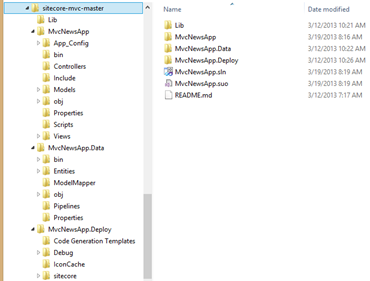 sitecore-mvc-master
Lib
MvcNewsApp
App_Config
bin
Controllers
Include
Models
obj
Properties
Scripts
Views
MvcNewsApp.Data
bin
Entities
ModelMapper
obj
Pipelines
Properties
MvcNewsApp.Deploy
Code Generation Templates
Debug
IconCache
sitecore
Name Date modified
Lib 3/12/2013 10:21 AM
MvcNewsApp 3/19/2013 8:16 AM
MvcNewsApp.Data 3/12/2013 10:22 AM
MvcNewsApp.Deploy 3/12/2013 10:26 AM
MvcNewsApp.sln 3/19/2013 8:19 AM
MvcNewsApp.suo 3/19/2013 8:19 AM
README.md 3/12/2013 7:17 AM